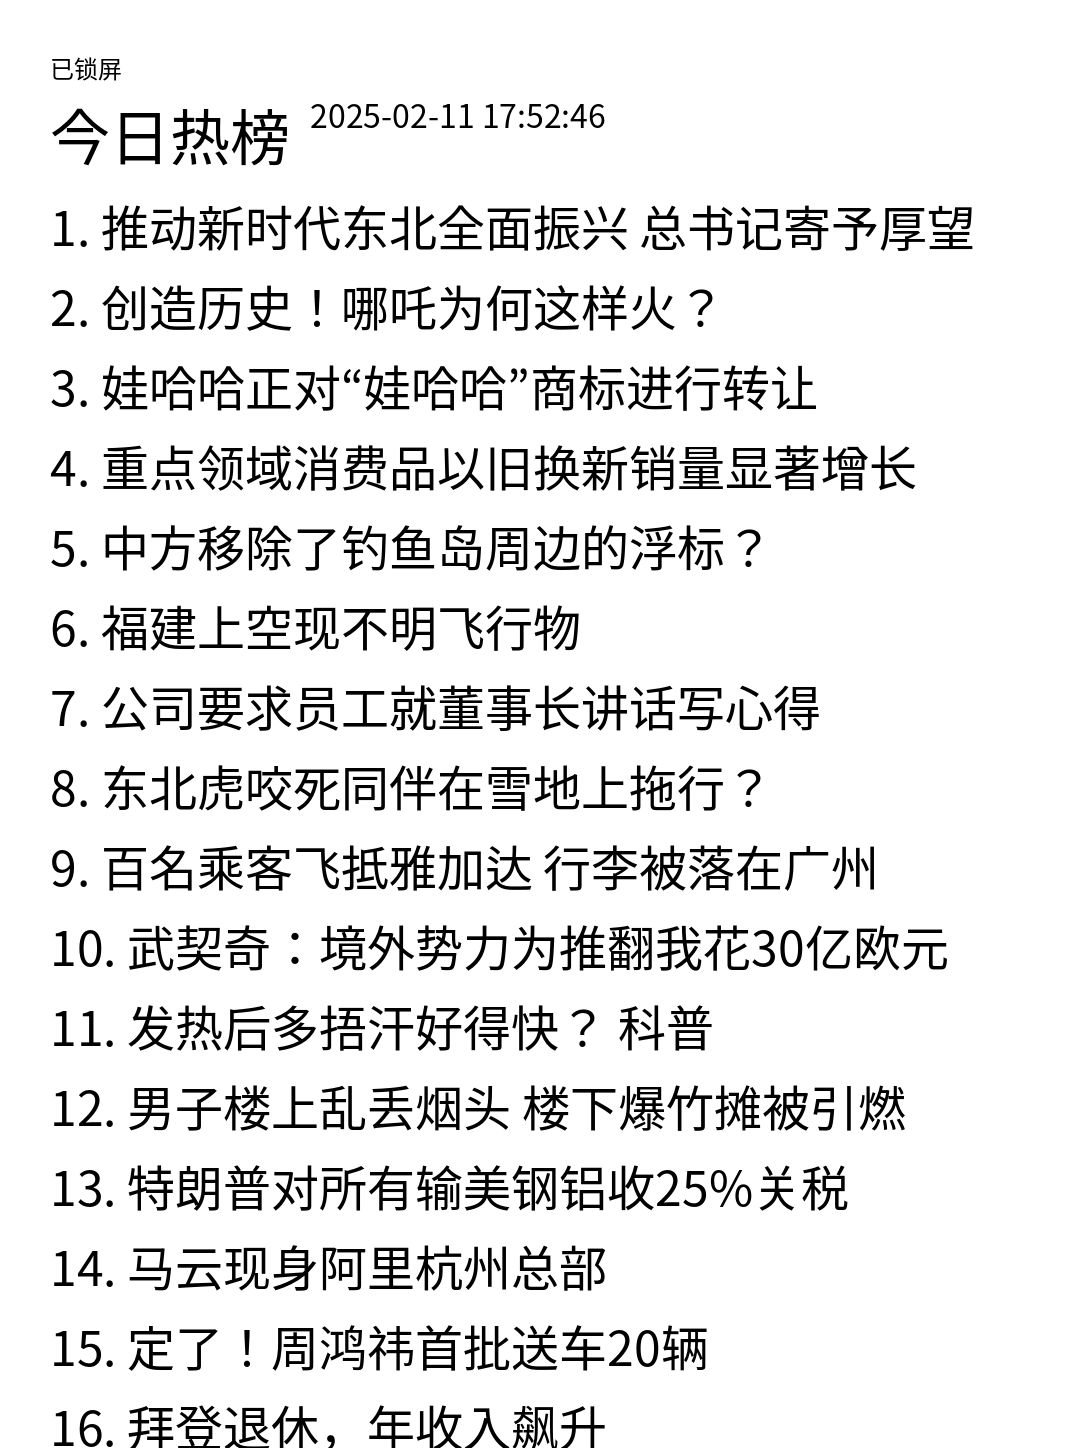 已锁屏
今日热榜 2025-02-11 17:52:46
1. 推动新时代东北全面振兴 总书记寄予厚望
2. 创造历史！哪吒为何这样火？
3. 娃哈哈正对“娃哈哈”商标进行转让
4. 重点领域消费品以旧换新销量显著增长
5. 中方移除了钓鱼岛周边的浮标？
6. 福建上空现不明飞行物
7. 公司要求员工就董事长讲话写心得
8. 东北虎咬死同伴在雪地上拖行？
9. 百名乘客飞抵雅加达 行李被落在广州
10. 武契奇：境外势力为推翻我花30亿欧元
11. 发热后多捂汗好得快？ 科普
12. 男子楼上乱丢烟头 楼下爆竹摊被引燃
13. 特朗普对所有输美钢铝收25%关税
14. 马云现身阿里杭州总部
15. 定了！周鸿祎首批送车20辆
16. 拜登退休，年收入飙升